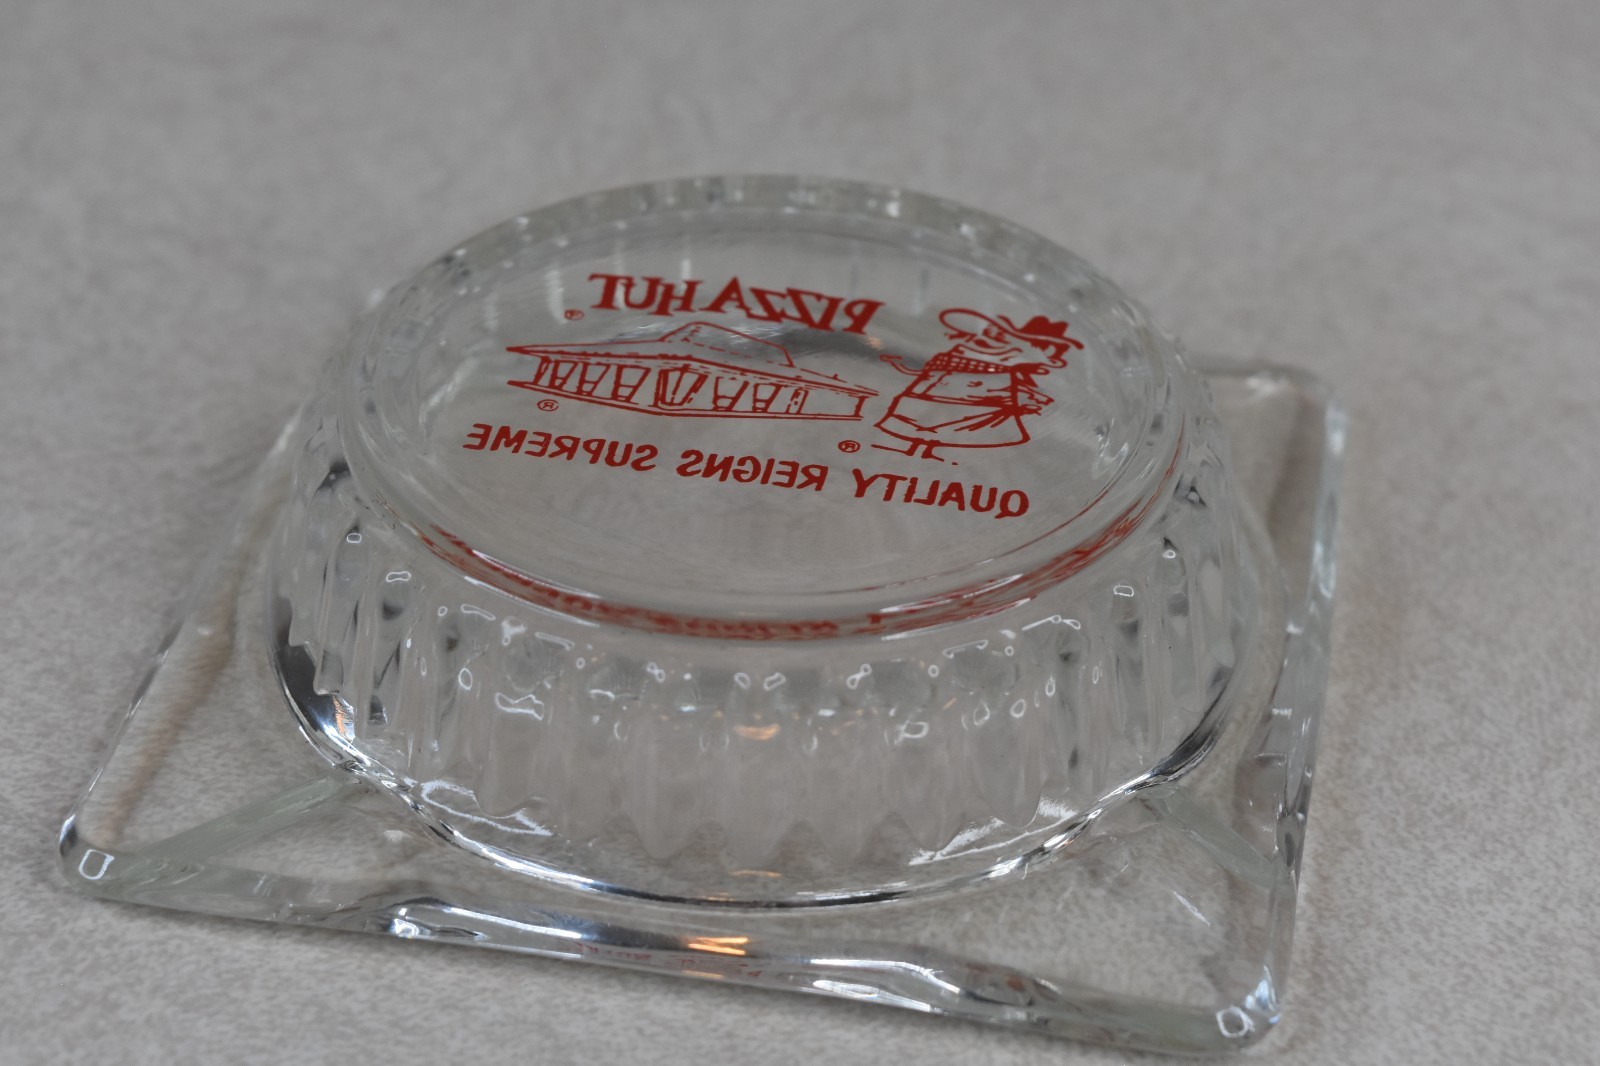 PIZZA HUT ®
®
®
QUALITY REIGNS SUPREME